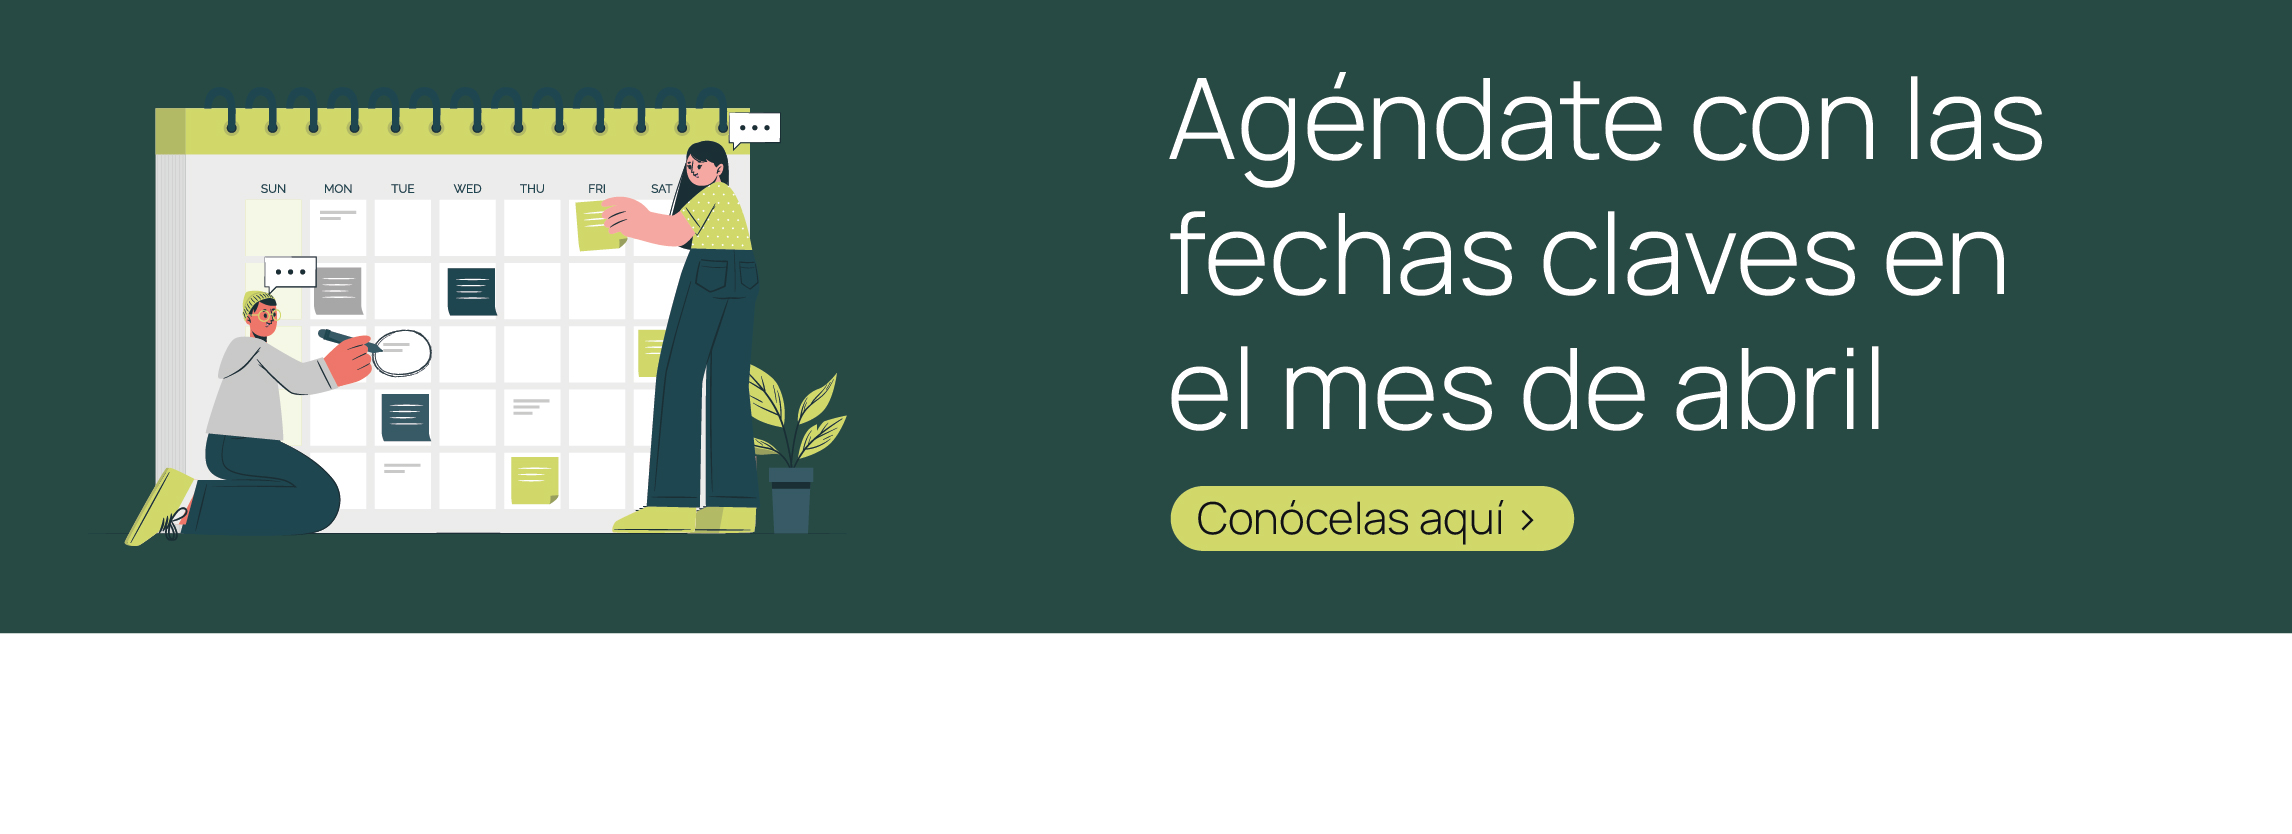 Agéndate con las
fechas claves en
el mes de abril
Conócelas aquí >
SUN MON TUE WED THU FRI SAT